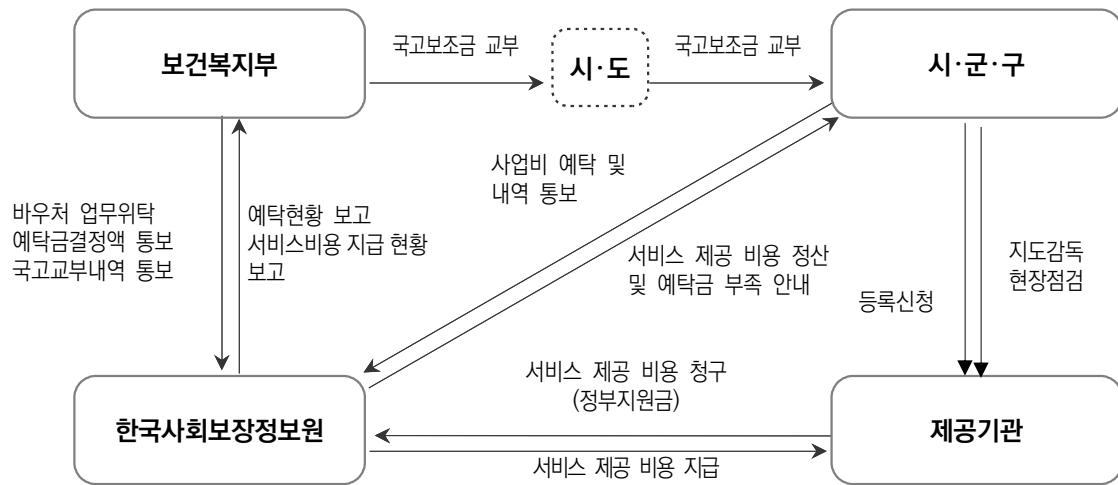 국고보조금 교부
국고보조금 교부
보건복지부
시·도
시·군·구
사업비 예탁 및
내역 통보
바우처 업무위탁
예탁금결정액 통보
국고교부내역 통보
예탁현황 보고
서비스비용 지급 현황
보고
서비스 제공 비용 정산
및 예탁금 부족 안내
지도감독
현장점검
등록신청
서비스 제공 비용 청구
(정부지원금)
한국사회보장정보원
제공기관
서비스 제공 비용 지급